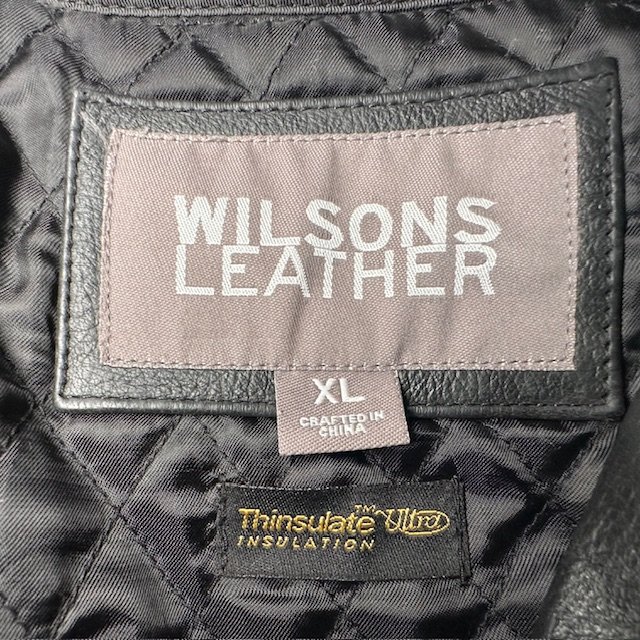 WILSONS
LEATHER
XL
CRAFTED IN
CHINA
Thinsulate™ Ultra
INSULATION